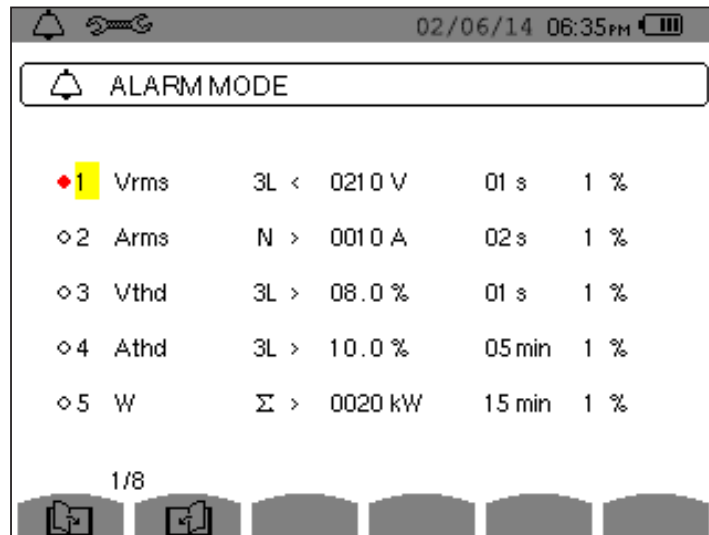 02/06/14 06:35PM
ALARM MODE
1 Vrms 3L < 0210 V 01 s 1 %
2 Arms N > 0010 A 02 s 1 %
3 Vthd 3L > 08.0 % 01 s 1 %
4 Athd 3L > 10.0 % 05 min 1 %
5 W Σ > 0020 kW 15 min 1 %
1/8